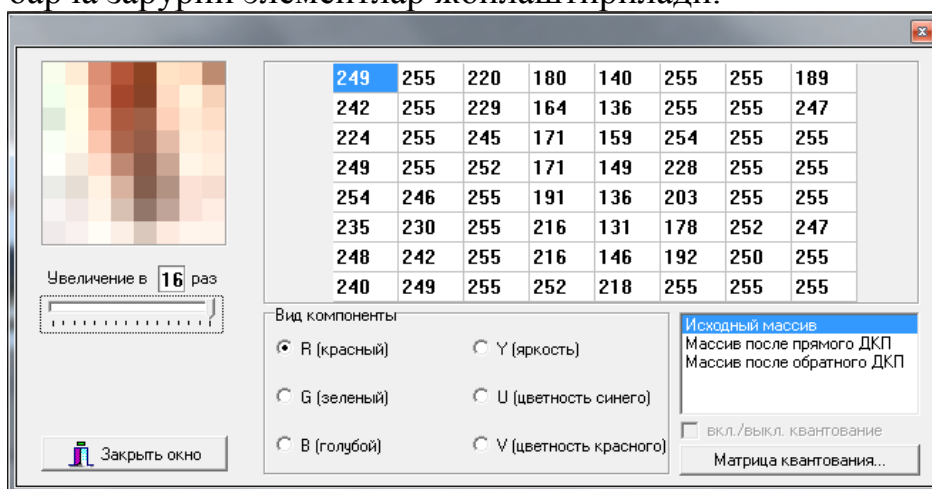 барча зарурий элементлар жойлаштирилади.
249 255 220 180 140 255 255 189
242 255 229 164 136 255 255 247
224 255 245 171 159 254 255 255
249 255 252 171 149 228 255 255
254 246 255 191 136 203 255 255
235 230 255 216 131 178 252 247
248 242 255 216 146 192 250 255
240 249 255 252 218 255 255 255
Увеличение в 16 раз
Вид компоненты
R (красный)
Y (яркость)
G (зеленый)
U (цветность синего)
B (голубой)
V (цветность красного)
Исходный массив
Массив после прямого ДКП
Массив после обратного ДКП
вкл./выкл. квантование
Матрица квантования...
Закрыть окно